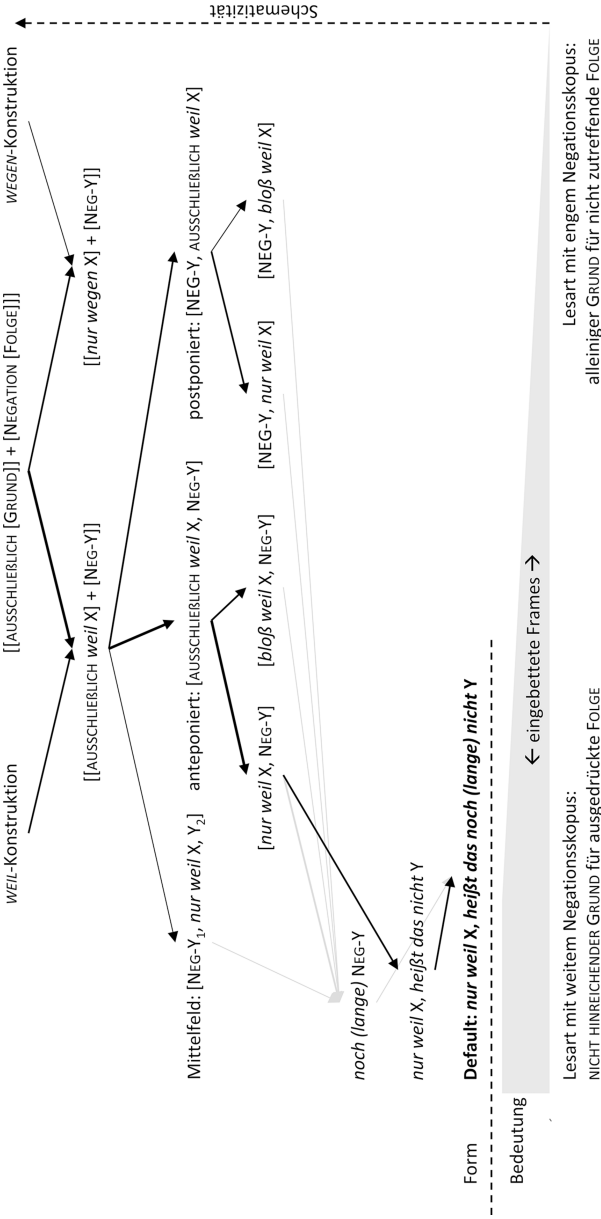 [[AUSSCHLIEßLICH [GRUND]] + [NEGATION [FOLGE]]]
WEIL-Konstruktion
WEGEN-Konstruktion
Schematizität
[[AUSSCHLIEßLICH weil X] + [NEG-Y]]
[[nur wegen X] + [NEG-Y]]
Mittelfeld: [NEG-Y₁, nur weil X, Y₂]
anteponiert: [AUSSCHLIEßLICH weil X, NEG-Y]
postponiert: [NEG-Y, AUSSCHLIEßLICH weil X]
[nur weil X, NEG-Y]
[bloß weil X, NEG-Y]
[NEG-Y, nur weil X]
[NEG-Y, bloß weil X]
noch (lange) NEG-Y
nur weil X, heißt das nicht Y
Form
Default: nur weil X, heißt das noch (lange) nicht Y
Bedeutung
← eingebettete Frames →
Lesart mit weitem Negationsskopus:
NICHT HINREICHENDER GRUND für ausgedrückte FOLGE
Lesart mit engem Negationsskopus:
alleiniger GRUND für nicht zutreffende FOLGE